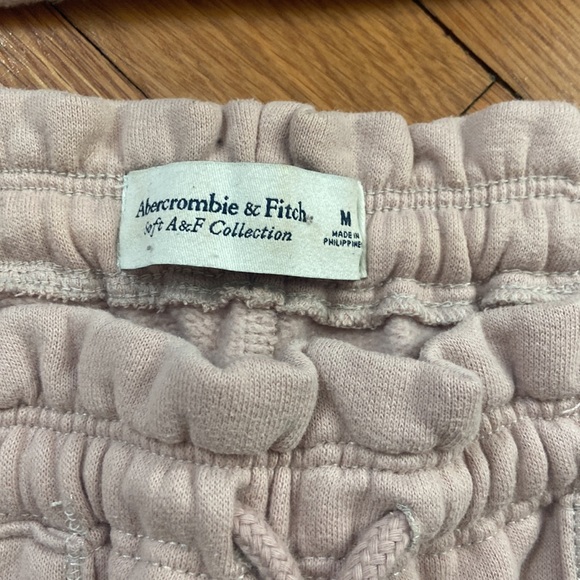 Abercrombie & Fitch
Soft A&F Collection
M
MADE IN
PHILIPPINES